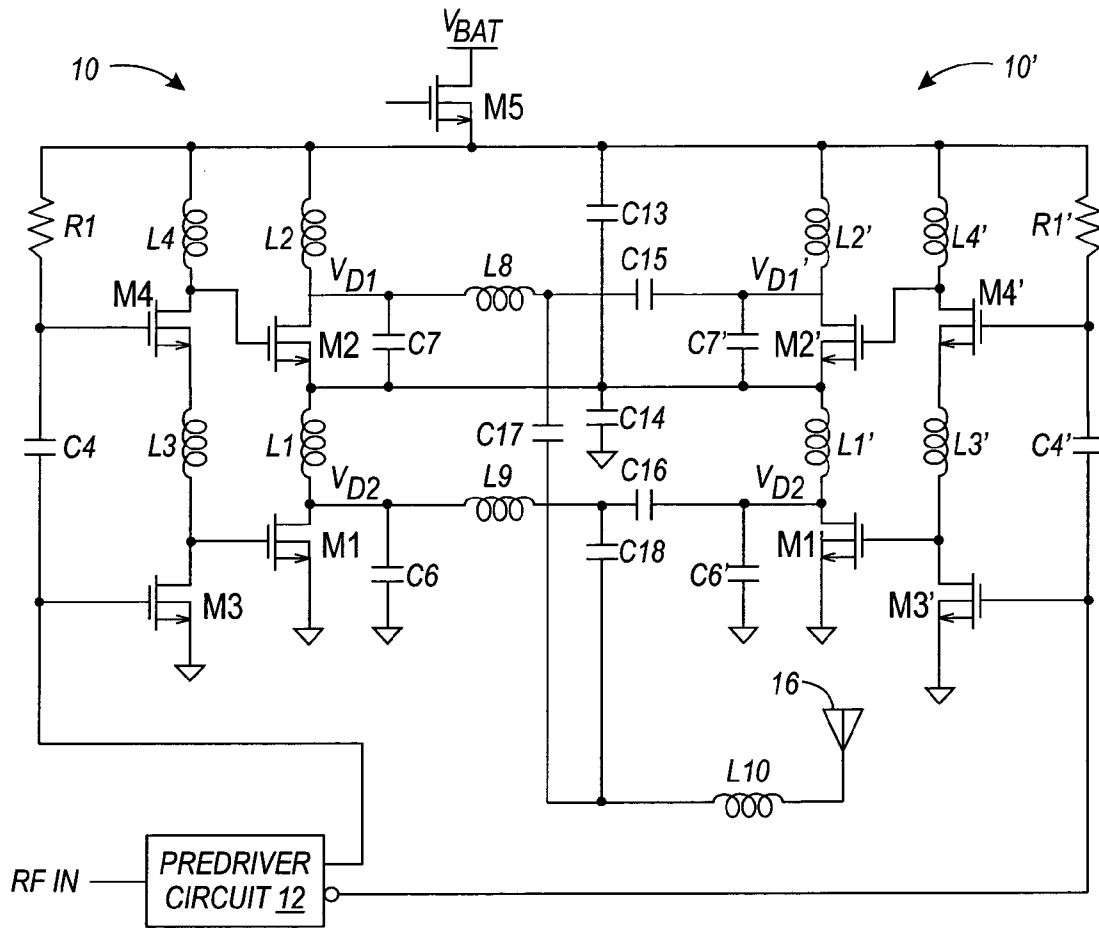 V_BAT
10
10'
M5
R1
L4
L2
C13
C15
L2'
L4'
R1'
V_D1
L8
V_D1'
M4
M4'
M2
C7
C7'
M2'
C4
L3
L1
C14
L1'
L3'
C4'
C17
V_D2
L9
C16
V_D2
M1
C6
C18
C6'
M1
M3
M3'
16
L10
RF IN
PREDRIVER
CIRCUIT 12